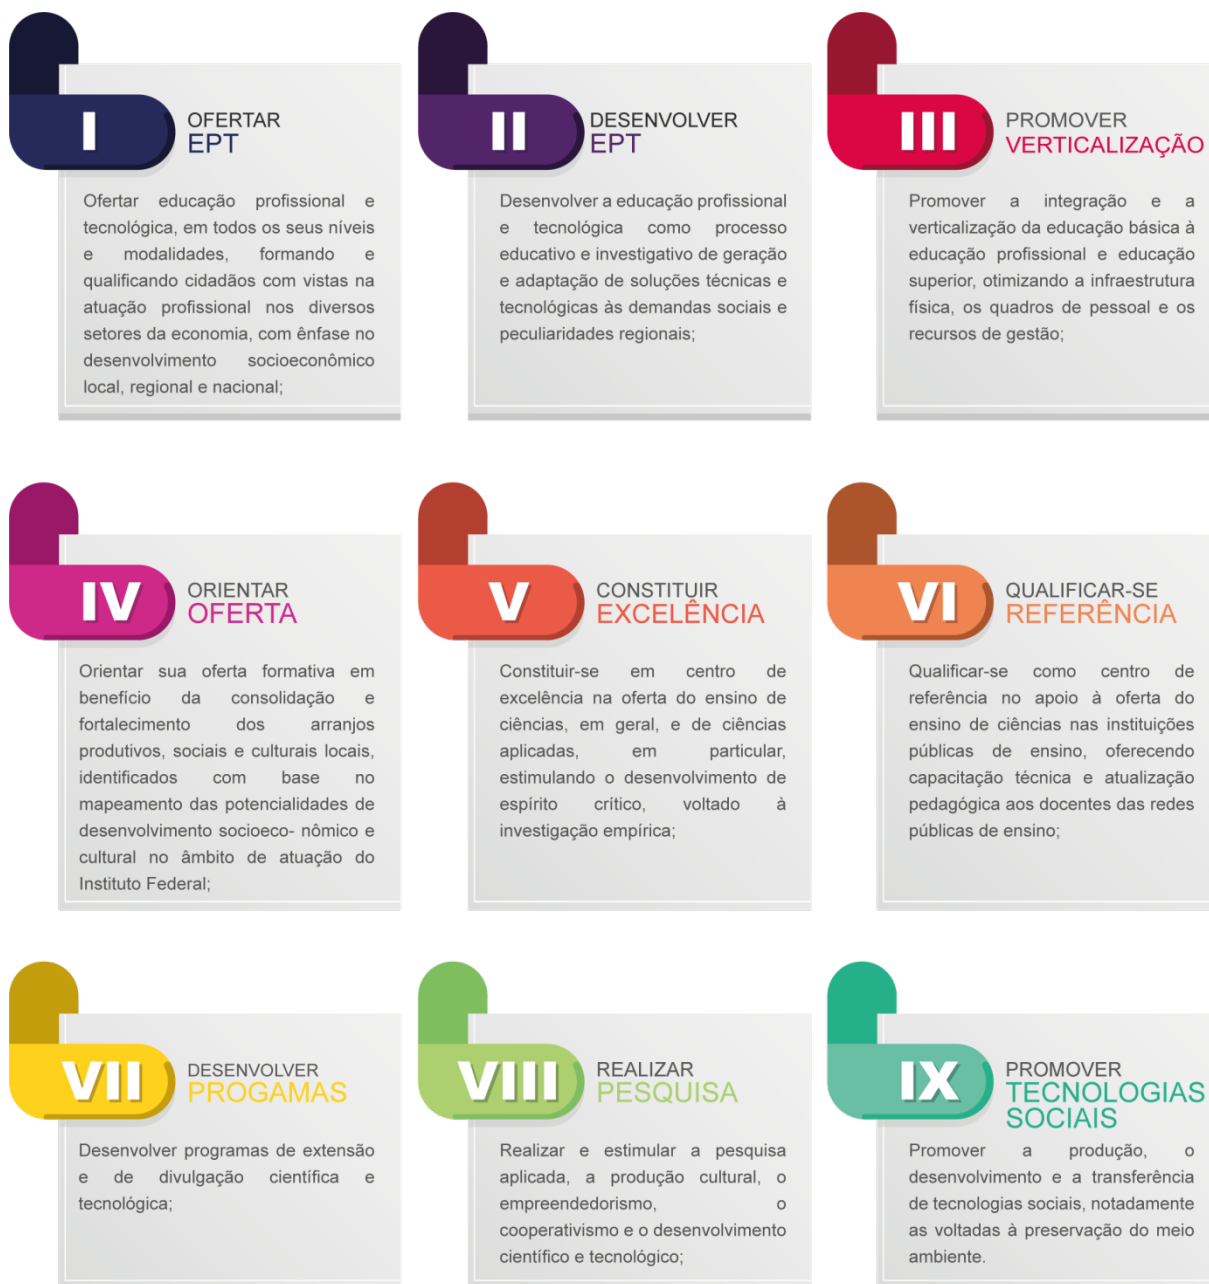 I
OFERTAR
EPT
Ofertar educação profissional e
tecnológica, em todos os seus níveis
e modalidades, formando e
qualificando cidadãos com vistas na
atuação profissional nos diversos
setores da economia, com ênfase no
desenvolvimento socioeconômico
local, regional e nacional;
II
DESENVOLVER
EPT
Desenvolver a educação profissional
e tecnológica como processo
educativo e investigativo de geração
e adaptação de soluções técnicas e
tecnológicas às demandas sociais e
peculiaridades regionais;
III
PROMOVER
VERTICALIZAÇÃO
Promover a integração e a
verticalização da educação básica à
educação profissional e educação
superior, otimizando a infraestrutura
física, os quadros de pessoal e os
recursos de gestão;
IV
ORIENTAR
OFERTA
Orientar sua oferta formativa em
benefício da consolidação e
fortalecimento dos arranjos
produtivos, sociais e culturais locais,
identificados com base no
mapeamento das potencialidades de
desenvolvimento socioeco- nômico e
cultural no âmbito de atuação do
Instituto Federal;
V
CONSTITUIR
EXCELÊNCIA
Constituir-se em centro de
excelência na oferta do ensino de
ciências, em geral, e de ciências
aplicadas, em particular,
estimulando o desenvolvimento de
espírito crítico, voltado à
investigação empírica;
VI
QUALIFICAR-SE
REFERÊNCIA
Qualificar-se como centro de
referência no apoio à oferta do
ensino de ciências nas instituições
públicas de ensino, oferecendo
capacitação técnica e atualização
pedagógica aos docentes das redes
públicas de ensino;
VII
DESENVOLVER
PROGAMAS
Desenvolver programas de extensão
e de divulgação científica e
tecnológica;
VIII
REALIZAR
PESQUISA
Realizar e estimular a pesquisa
aplicada, a produção cultural, o
empreendedorismo, o
cooperativismo e o desenvolvimento
científico e tecnológico;
IX
PROMOVER
TECNOLOGIAS
SOCIAIS
Promover a produção, o
desenvolvimento e a transferência
de tecnologias sociais, notadamente
as voltadas à preservação do meio
ambiente.